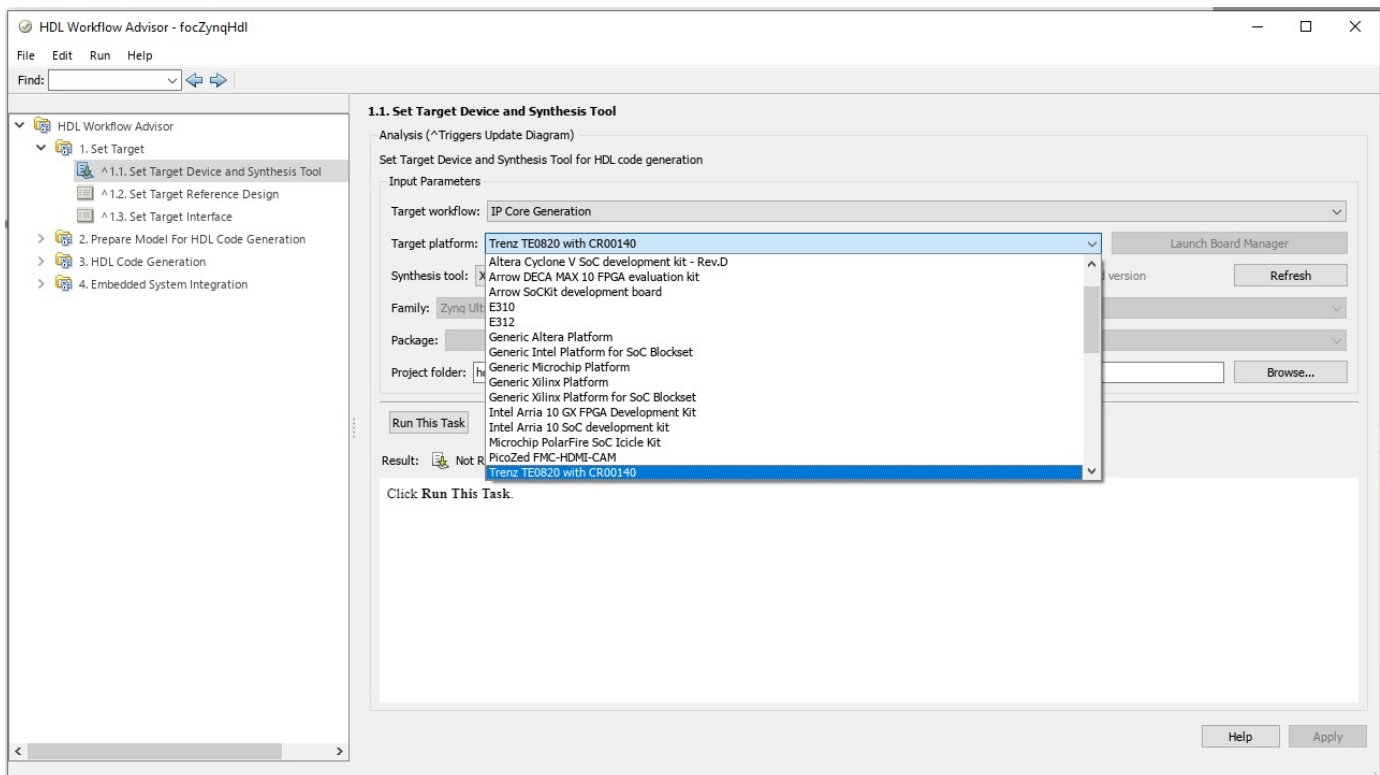 HDL Workflow Advisor - focZynqHdl
File Edit Run Help
Find:
HDL Workflow Advisor
1. Set Target
^1.1. Set Target Device and Synthesis Tool
^1.2. Set Target Reference Design
^1.3. Set Target Interface
2. Prepare Model For HDL Code Generation
3. HDL Code Generation
4. Embedded System Integration
1.1. Set Target Device and Synthesis Tool
Analysis (^Triggers Update Diagram)
Set Target Device and Synthesis Tool for HDL code generation
Input Parameters
Target workflow: IP Core Generation
Target platform: Trenz TE0820 with CR00140 Launch Board Manager
Altera Cyclone V SoC development kit - Rev.D
Synthesis tool: X Arrow DECA MAX 10 FPGA evaluation kit version Refresh
Arrow SoCKit development board
Family: Zynq Ult E310
E312
Package: Generic Altera Platform
Generic Intel Platform for SoC Blockset
Project folder: Generic Microchip Platform Browse...
Generic Xilinx Platform
Generic Xilinx Platform for SoC Blockset
Intel Arria 10 GX FPGA Development Kit
Run This Task Intel Arria 10 SoC development kit
Microchip PolarFire SoC Icicle Kit
Result: Not R PicoZed FMC-HDMI-CAM
Trenz TE0820 with CR00140
Click Run This Task.
Help Apply